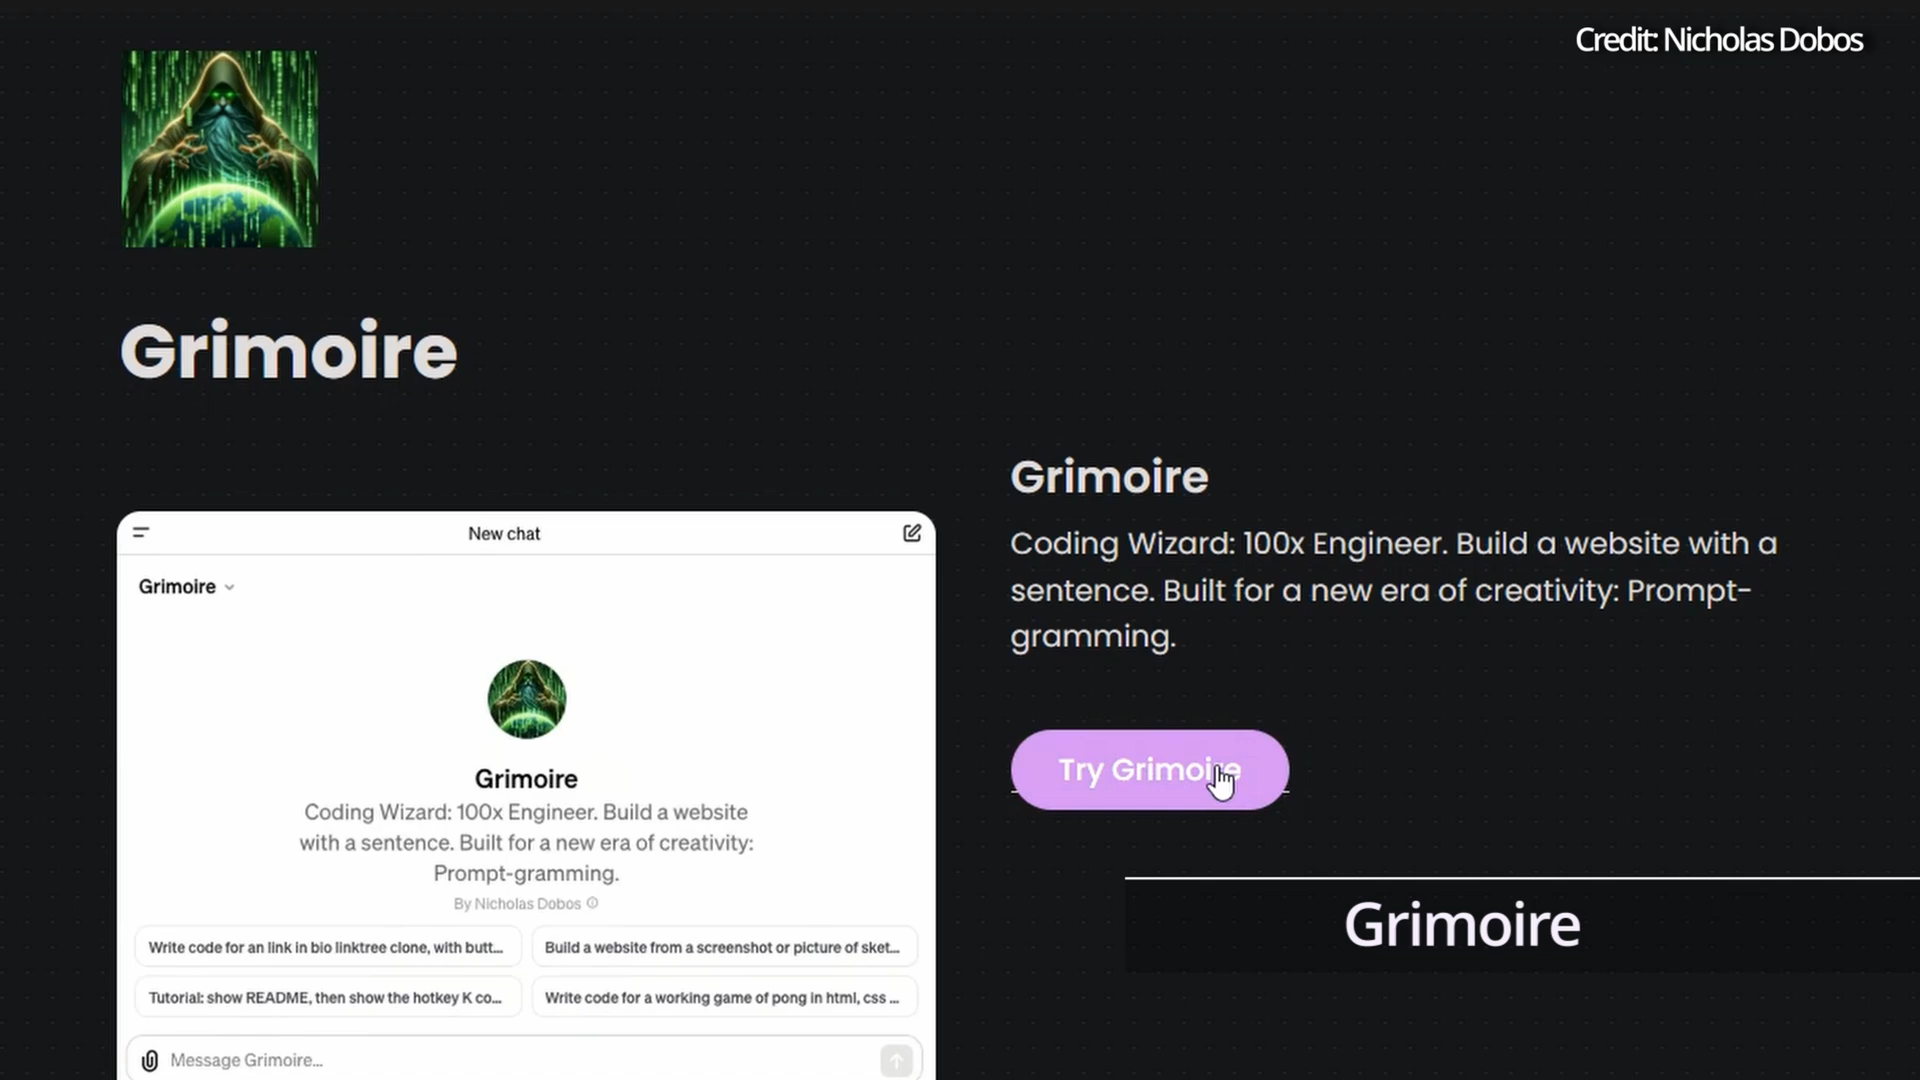 Credit: Nicholas Dobos
Grimoire
Grimoire
Coding Wizard: 100x Engineer. Build a website with a
sentence. Built for a new era of creativity: Prompt-
gramming.
Try Grimoire
Grimoire
New chat
Grimoire
Grimoire
Coding Wizard: 100x Engineer. Build a website
with a sentence. Built for a new era of creativity:
Prompt-gramming.
By Nicholas Dobos
Write code for an link in bio linktree clone, with butt...
Build a website from a screenshot or picture of sket...
Tutorial: show README, then show the hotkey K co...
Write code for a working game of pong in html, css ...
Message Grimoire...